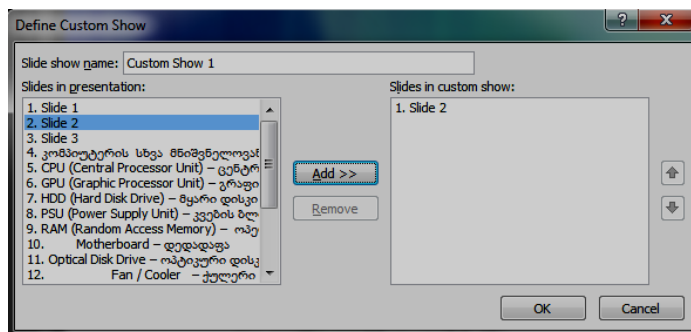 Define Custom Show
Slide show name: Custom Show 1
Slides in presentation:
1. Slide 1
2. Slide 2
3. Slide 3
4. კომპიუტერის სხვა მნიშვნელოვან
5. CPU (Central Processor Unit) – ცენტრ
6. GPU (Graphic Processor Unit) – გრაფი
7. HDD (Hard Disk Drive) – მყარი დისკი
8. PSU (Power Supply Unit) – კვების ბლ
9. RAM (Random Access Memory) – ოპე
10. Motherboard – დედადაფა
11. Optical Disk Drive – ოპტიკური დისკ
12. Fan / Cooler – ქულერი
Add >>
Remove
Slides in custom show:
1. Slide 2
OK Cancel